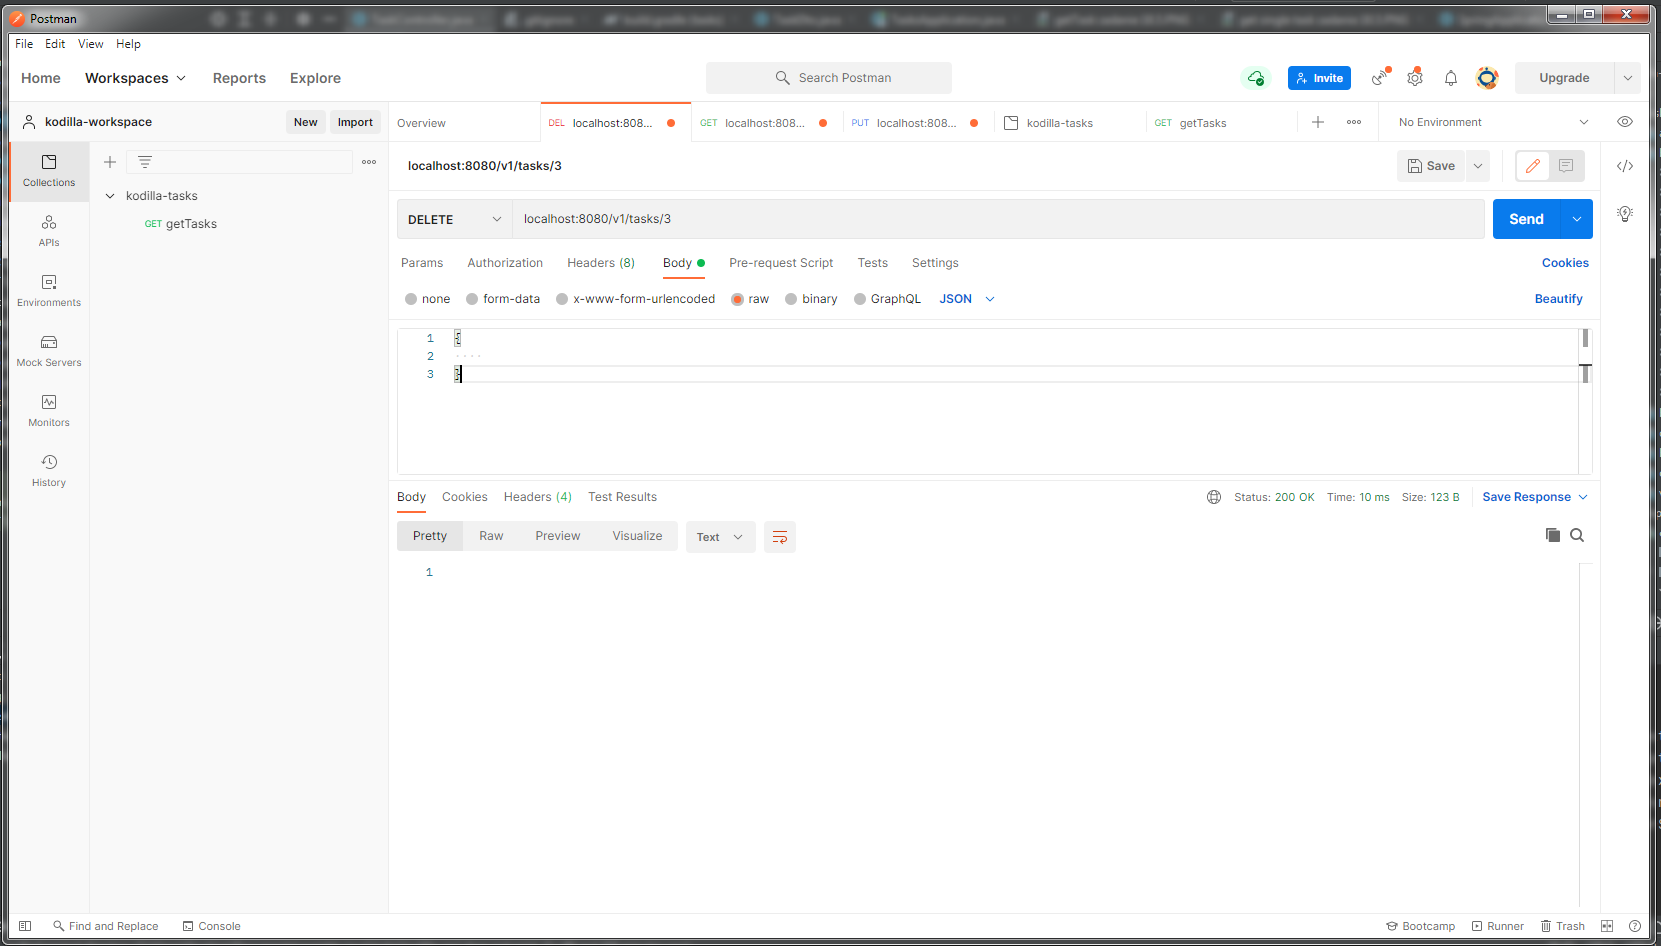 Postman
File Edit View Help
Home Workspaces Reports Explore Search Postman Invite Upgrade
kodilla-workspace New Import Overview DEL localhost:808... GET localhost:808... PUT localhost:808... kodilla-tasks GET getTasks No Environment
Collections
kodilla-tasks
GET getTasks
APIs
Environments
Mock Servers
Monitors
History
localhost:8080/v1/tasks/3 Save
DELETE localhost:8080/v1/tasks/3 Send
Params Authorization Headers (8) Body Pre-request Script Tests Settings Cookies
none form-data x-www-form-urlencoded raw binary GraphQL JSON Beautify
1 {
2 ····
3 }
Body Cookies Headers (4) Test Results Status: 200 OK Time: 10 ms Size: 123 B Save Response
Pretty Raw Preview Visualize Text
1
Find and Replace Console Bootcamp Runner Trash